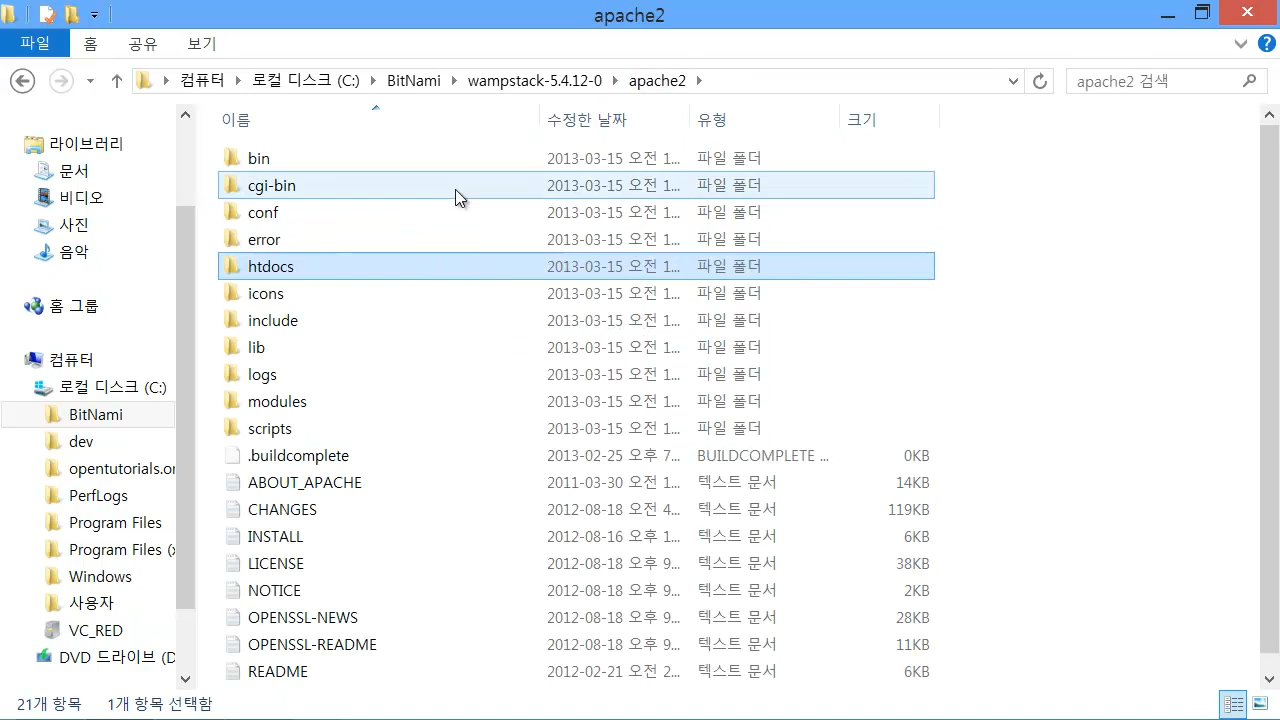 apache2
파일 홈 공유 보기
컴퓨터 로컬 디스크 (C:) BitNami wampstack-5.4.12-0 apache2 apache2 검색
이름 수정한 날짜 유형 크기
라이브러리
문서
비디오
사진
음악
홈 그룹
컴퓨터
로컬 디스크 (C:)
BitNami
dev
opentutorials.or
PerfLogs
Program Files
Program Files (x
Windows
사용자
VC_RED
DVD 드라이브 (D
bin 2013-03-15 오전 1... 파일 폴더
cgi-bin 2013-03-15 오전 1... 파일 폴더
conf 2013-03-15 오전 1... 파일 폴더
error 2013-03-15 오전 1... 파일 폴더
htdocs 2013-03-15 오전 1... 파일 폴더
icons 2013-03-15 오전 1... 파일 폴더
include 2013-03-15 오전 1... 파일 폴더
lib 2013-03-15 오전 1... 파일 폴더
logs 2013-03-15 오전 1... 파일 폴더
modules 2013-03-15 오전 1... 파일 폴더
scripts 2013-03-15 오전 1... 파일 폴더
.buildcomplete 2013-02-25 오후 7... BUILDCOMPLETE ... 0KB
ABOUT_APACHE 2011-03-30 오전 1... 텍스트 문서 14KB
CHANGES 2012-08-18 오전 4... 텍스트 문서 119KB
INSTALL 2012-08-16 오후 1... 텍스트 문서 6KB
LICENSE 2012-08-18 오후 9... 텍스트 문서 38KB
NOTICE 2012-08-18 오후 9... 텍스트 문서 2KB
OPENSSL-NEWS 2012-08-18 오후 9... 텍스트 문서 28KB
OPENSSL-README 2012-08-18 오후 9... 텍스트 문서 11KB
README 2012-02-21 오전 2... 텍스트 문서 6KB
21개 항목 1개 항목 선택함